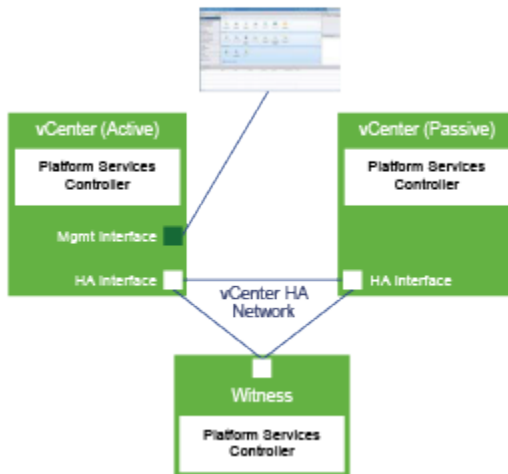 vCenter (Active)
Platform Services
Controller
Mgmt Interface
HA Interface
vCenter (Passive)
Platform Services
Controller
HA Interface
vCenter HA
Network
Witness
Platform Services
Controller